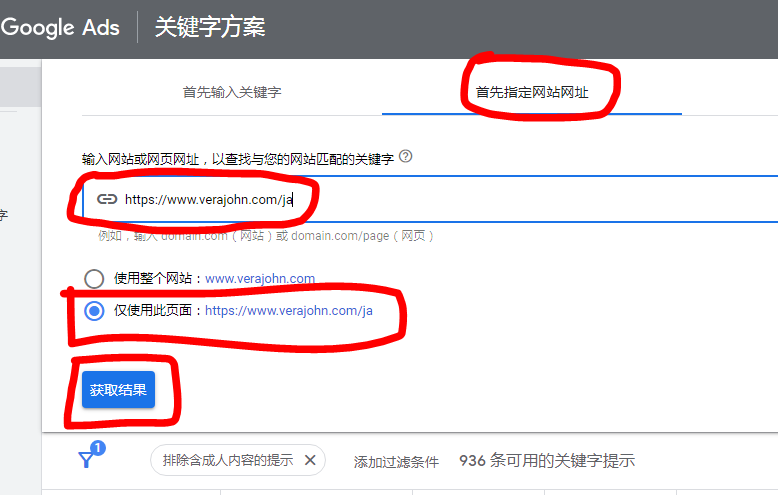 Google Ads 关键字方案
首先输入关键字 首先指定网站网址
输入网站或网页网址，以查找与您的网站匹配的关键字
https://www.verajohn.com/ja
例如，输入 domain.com（网站）或 domain.com/page（网页）
字
使用整个网站：www.verajohn.com
仅使用此页面：https://www.verajohn.com/ja
获取结果
1
排除含成人内容的提示 添加过滤条件 936 条可用的关键字提示